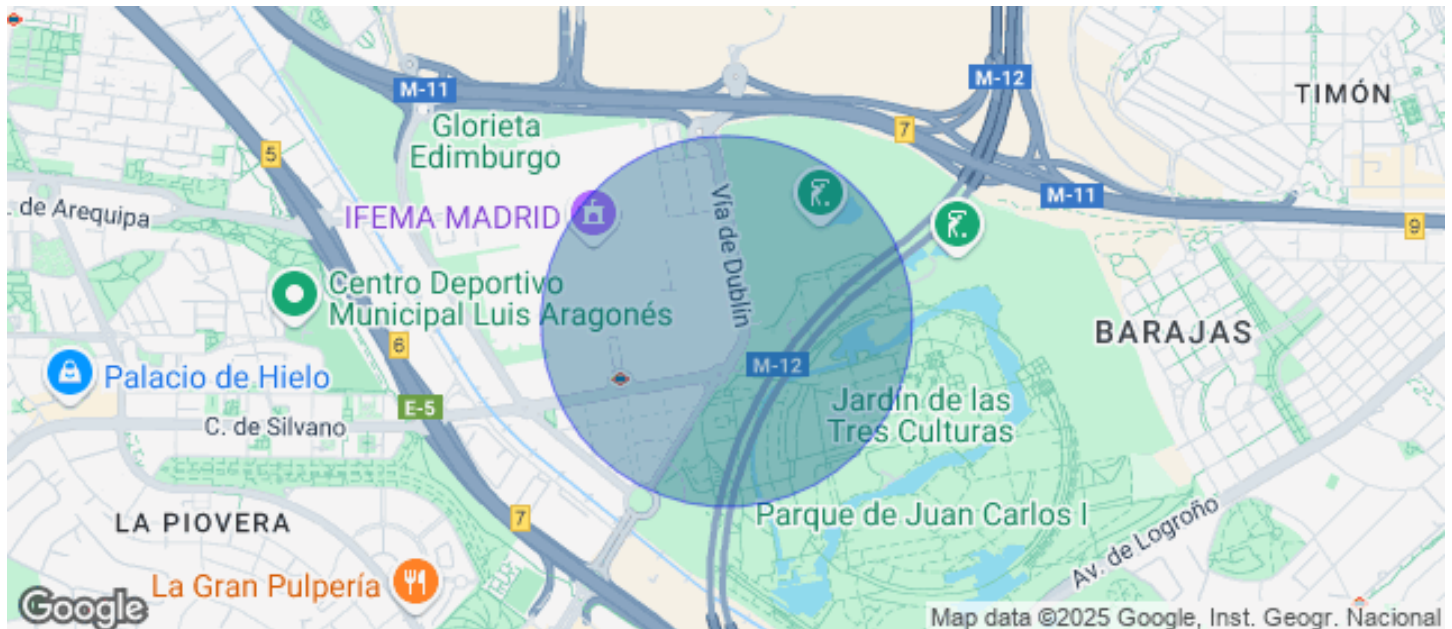 M-11
M-12
TIMÓN
Glorieta
Edimburgo
7
5
. de Arequipa
IFEMA MADRID
Vía de Dublín
M-11
9
Centro Deportivo
Municipal Luis Aragonés
BARAJAS
6
Palacio de Hielo
M-12
E-5
Jardín de las
Tres Culturas
C. de Silvano
LA PIOVERA
7
Parque de Juan Carlos I
Av. de Logroño
La Gran Pulpería
Google
Map data ©2025 Google, Inst. Geogr. Nacional